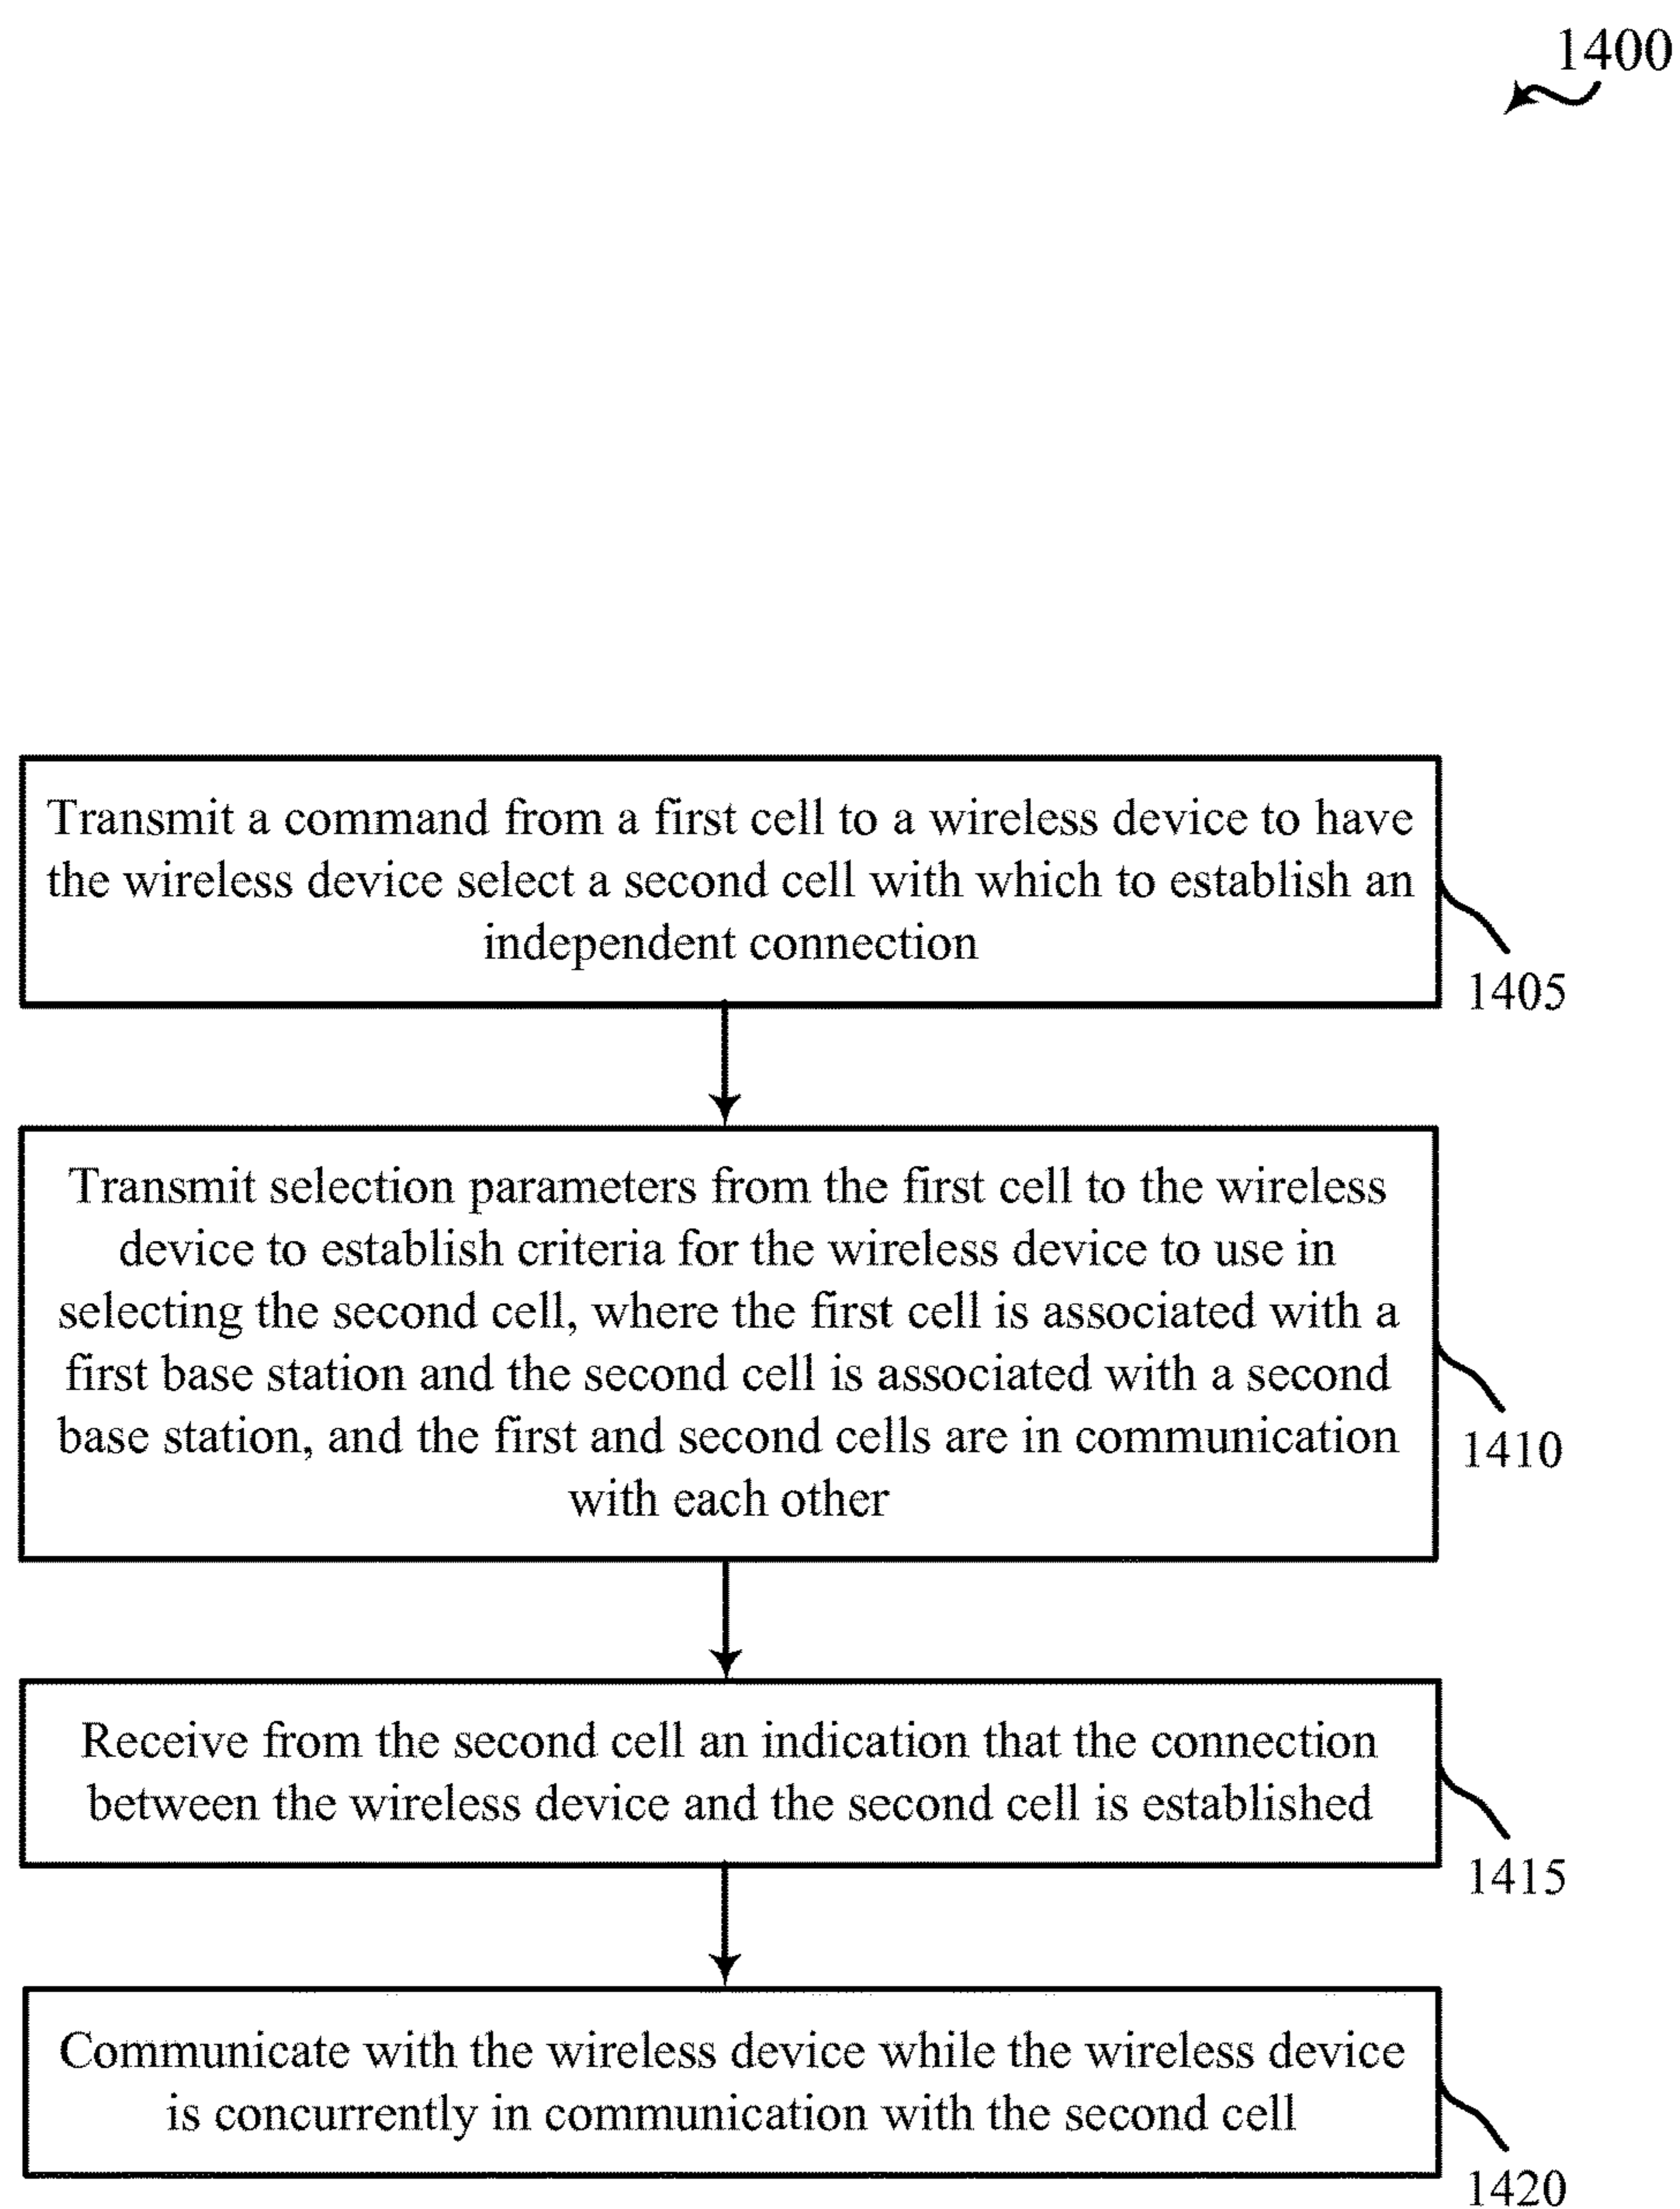 1400
Transmit a command from a first cell to a wireless device to have
the wireless device select a second cell with which to establish an
independent connection
1405
Transmit selection parameters from the first cell to the wireless
device to establish criteria for the wireless device to use in
selecting the second cell, where the first cell is associated with a
first base station and the second cell is associated with a second
base station, and the first and second cells are in communication
with each other
1410
Receive from the second cell an indication that the connection
between the wireless device and the second cell is established
1415
Communicate with the wireless device while the wireless device
is concurrently in communication with the second cell
1420